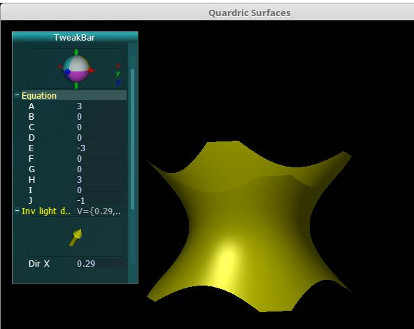 Quardric Surfaces
TweakBar
x
y
z
Equation
A 3
B 0
C 0
D 0
E -3
F 0
G 0
H 3
I 0
J -1
Inv light d.. V={0.29,..
Dir X 0.29